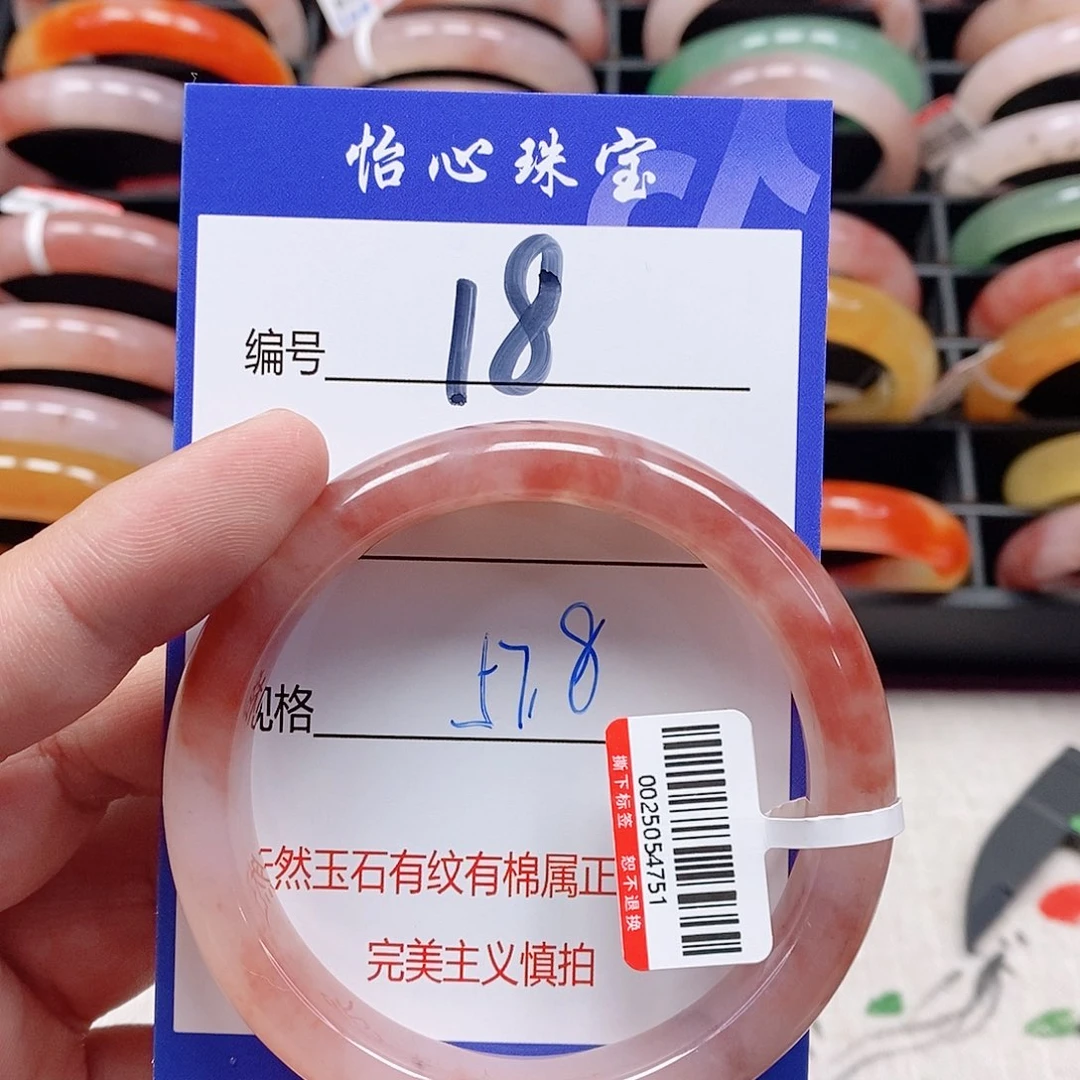 怡心珠宝
编号 18
规格 57.8
天然玉石有纹有棉属正
完美主义慎拍
撕下标签 恕不退换
0025054751